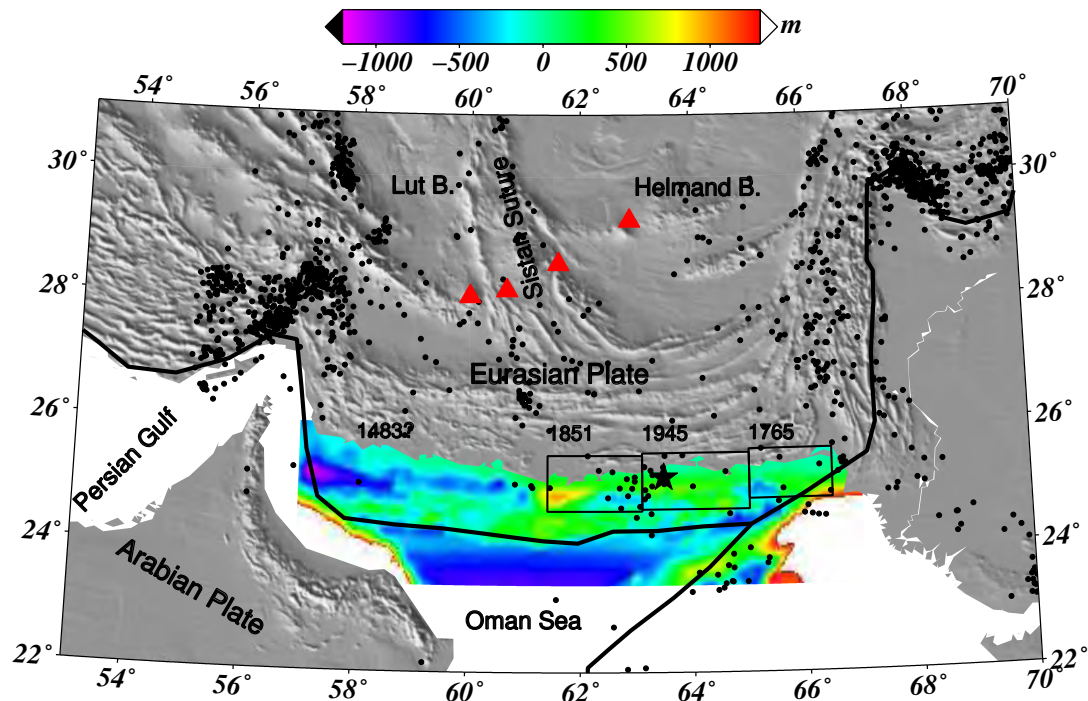 m
−1000 −500 0 500 1000
54° 56° 58° 60° 62° 64° 66° 68° 70°
30° 30°
Lut B.
Helmand B.
Sistan Suture
28° 28°
Eurasian Plate
26° 26°
1851 1945 1765
Persian Gulf
24° 24°
Arabian Plate
Oman Sea
22° 22°
54° 56° 58° 60° 62° 64° 66° 68° 70°